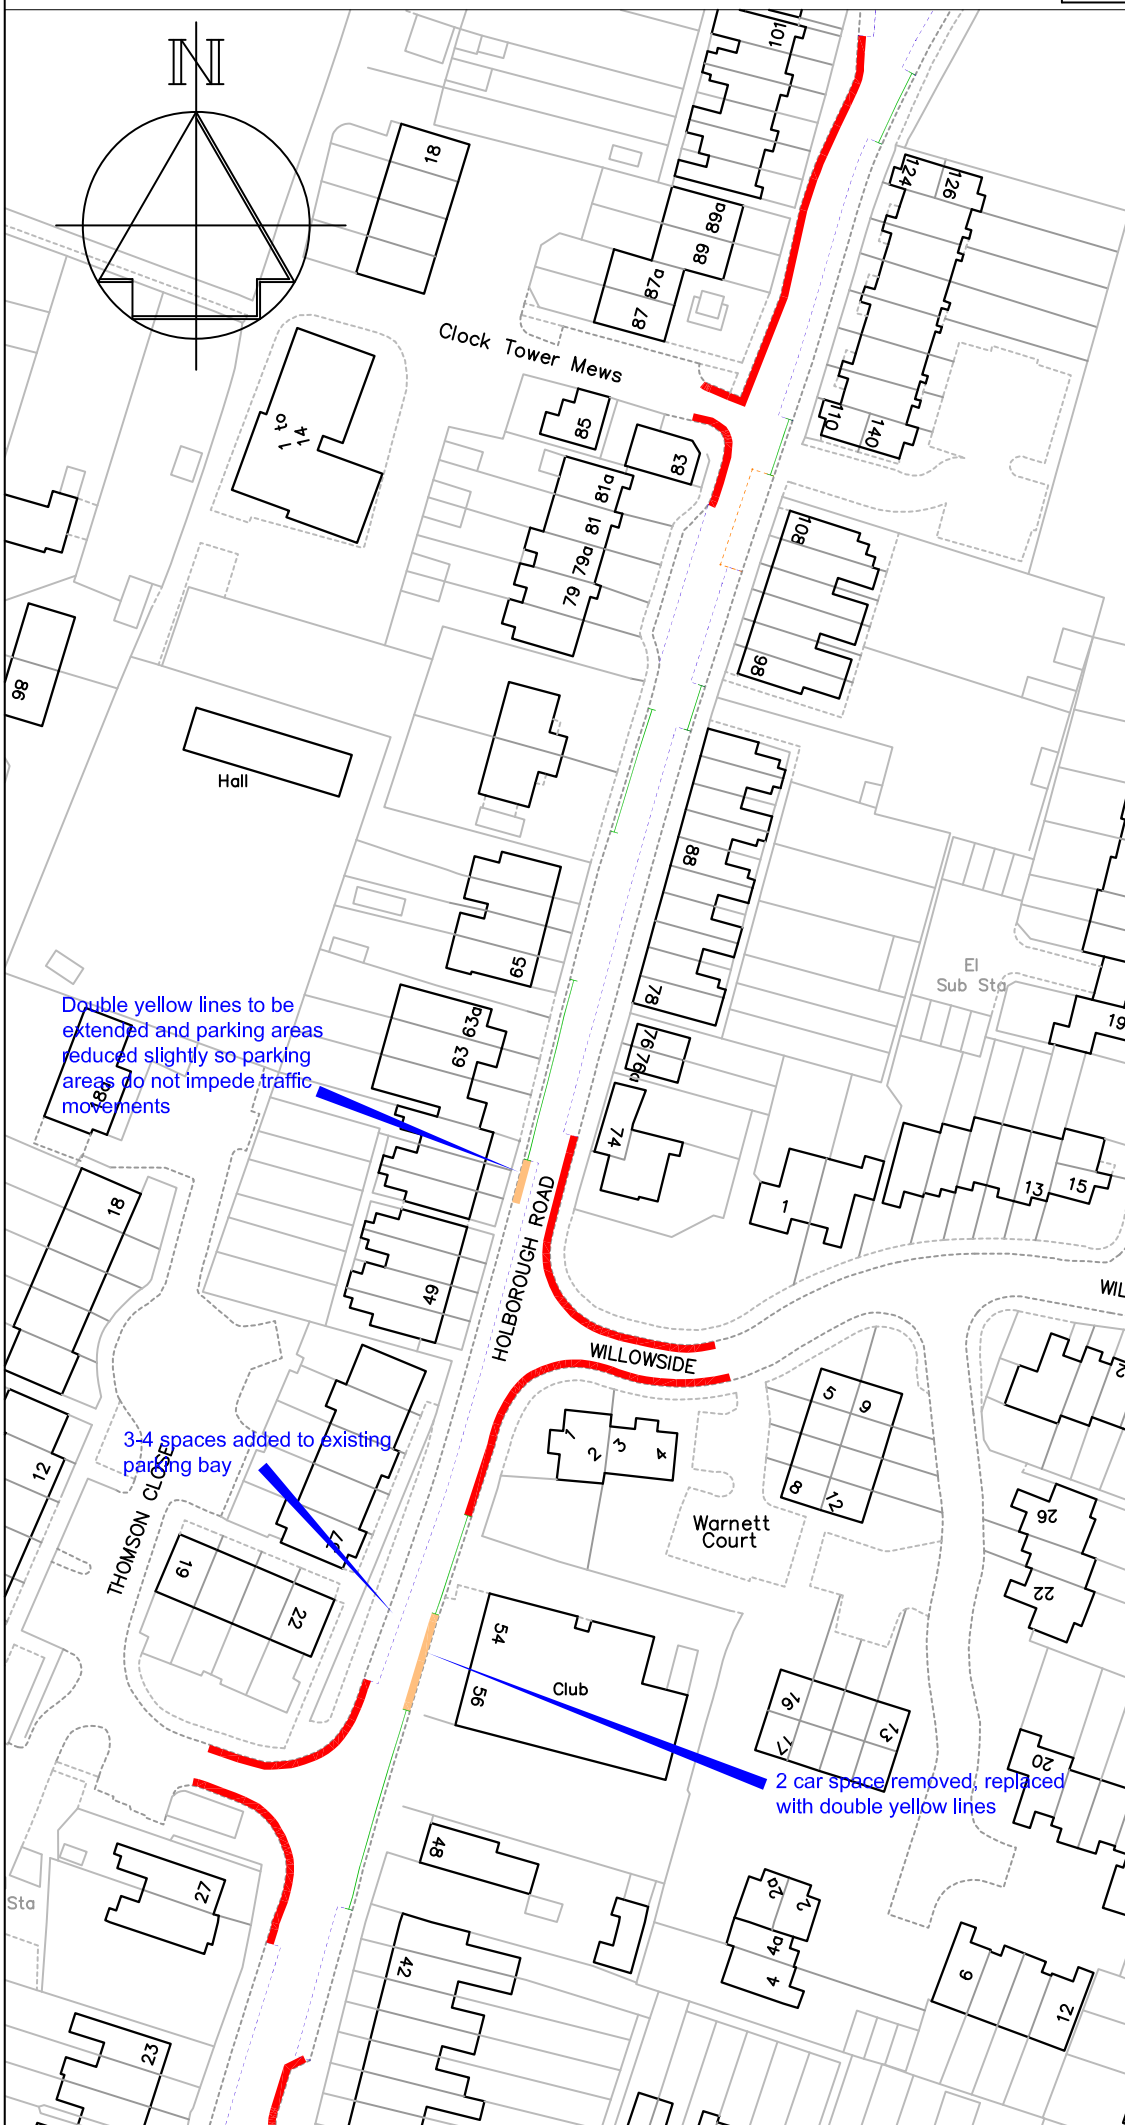 N
101
18
124
126
89a
89
87a
87
Clock Tower Mews
1 to
14
85
83
110
140
81a
81
79a
79
108
98
86
Hall
88
65
El
Sub Sta
78
19
63a
63
76
76a
Double yellow lines to be
extended and parking areas
reduced slightly so parking
areas do not impede traffic
movements
18a
74
13
15
1
18
49
HOLBOROUGH ROAD
WIL
WILLOWSIDE
5
9
8
12
1
2
3
4
3-4 spaces added to existing
parking bay
12
THOMSON CLOSE
37
Warnett
Court
26
22
19
22
54
56
Club
16
17
13
20
2 car space removed, replaced
with double yellow lines
48
27
Sta
2a
2
4a
4
42
6
12
23